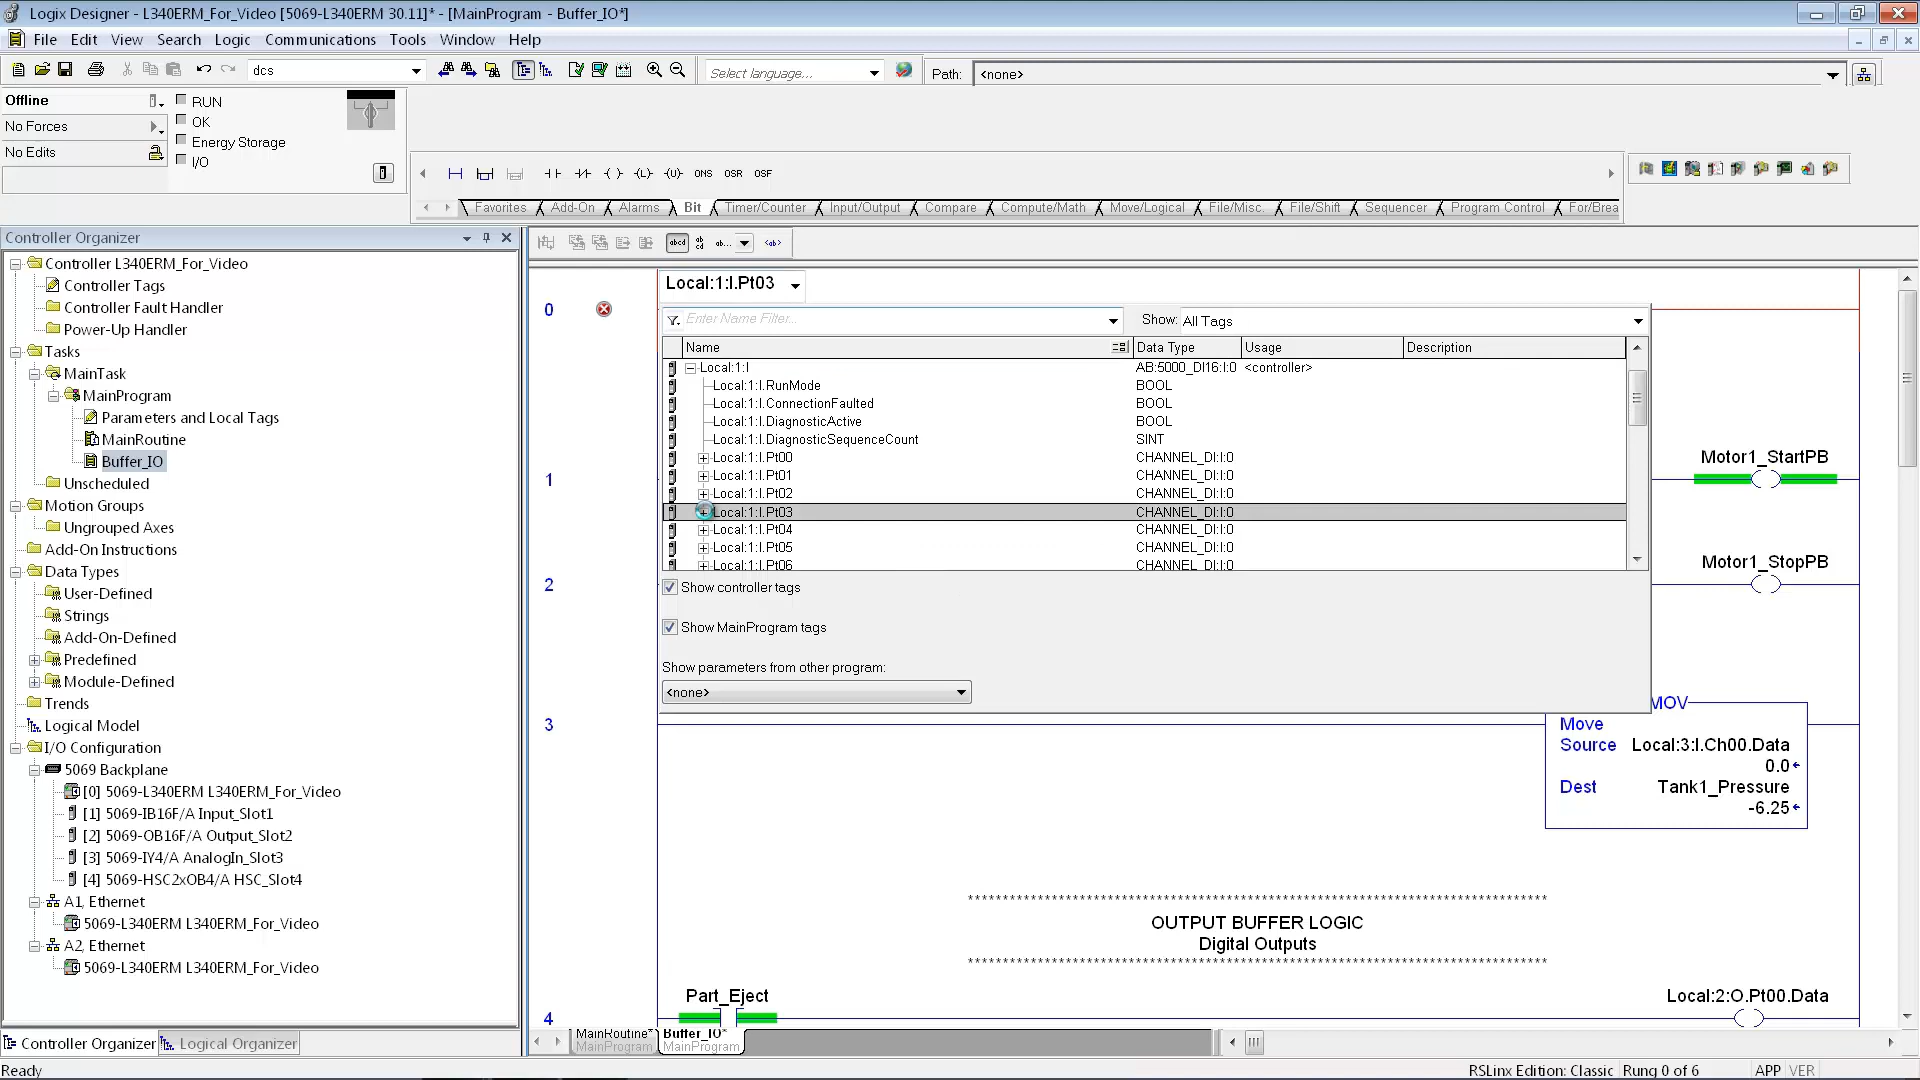 Logix Designer - L340ERM_For_Video [5069-L340ERM 30.11]* - [MainProgram - Buffer_IO*]
File Edit View Search Logic Communications Tools Window Help
dcs
Select language...
Path: <none>
Offline
No Forces
No Edits
RUN
OK
Energy Storage
I/O
ONS OSR OSF
Favorites Add-On Alarms Bit Timer/Counter Input/Output Compare Compute/Math Move/Logical File/Misc. File/Shift Sequencer Program Control For/Brea
Controller Organizer
Controller L340ERM_For_Video
Controller Tags
Controller Fault Handler
Power-Up Handler
Tasks
MainTask
MainProgram
Parameters and Local Tags
MainRoutine
Buffer_IO
Unscheduled
Motion Groups
Ungrouped Axes
Add-On Instructions
Data Types
User-Defined
Strings
Add-On-Defined
Predefined
Module-Defined
Trends
Logical Model
I/O Configuration
5069 Backplane
[0] 5069-L340ERM L340ERM_For_Video
[1] 5069-IB16F/A Input_Slot1
[2] 5069-OB16F/A Output_Slot2
[3] 5069-IY4/A AnalogIn_Slot3
[4] 5069-HSC2xOB4/A HSC_Slot4
A1, Ethernet
5069-L340ERM L340ERM_For_Video
A2, Ethernet
5069-L340ERM L340ERM_For_Video
Controller Organizer Logical Organizer
abcd ab cd ab... <ab>
Local:1:I.Pt03
0
Enter Name Filter...
Show: All Tags
Name Data Type Usage Description
Local:1:I AB:5000_DI16:I:0 <controller>
Local:1:I.RunMode BOOL
Local:1:I.ConnectionFaulted BOOL
Local:1:I.DiagnosticActive BOOL
Local:1:I.DiagnosticSequenceCount SINT
Local:1:I.Pt00 CHANNEL_DI:I:0
Local:1:I.Pt01 CHANNEL_DI:I:0
Local:1:I.Pt02 CHANNEL_DI:I:0
Local:1:I.Pt03 CHANNEL_DI:I:0
Local:1:I.Pt04 CHANNEL_DI:I:0
Local:1:I.Pt05 CHANNEL_DI:I:0
Local:1:I.Pt06 CHANNEL_DI:I:0
Show controller tags
Show MainProgram tags
Show parameters from other program:
<none>
Motor1_StartPB
1
Motor1_StopPB
2
3
MOV
Move
Source Local:3:I.Ch00.Data
0.0
Dest Tank1_Pressure
-6.25
********************************************************************************
OUTPUT BUFFER LOGIC
Digital Outputs
********************************************************************************
Part_Eject
Local:2:O.Pt00.Data
4
MainRoutine*
MainProgram
Buffer_IO*
MainProgram
Ready
RSLinx Edition: Classic Rung 0 of 6 APP VER